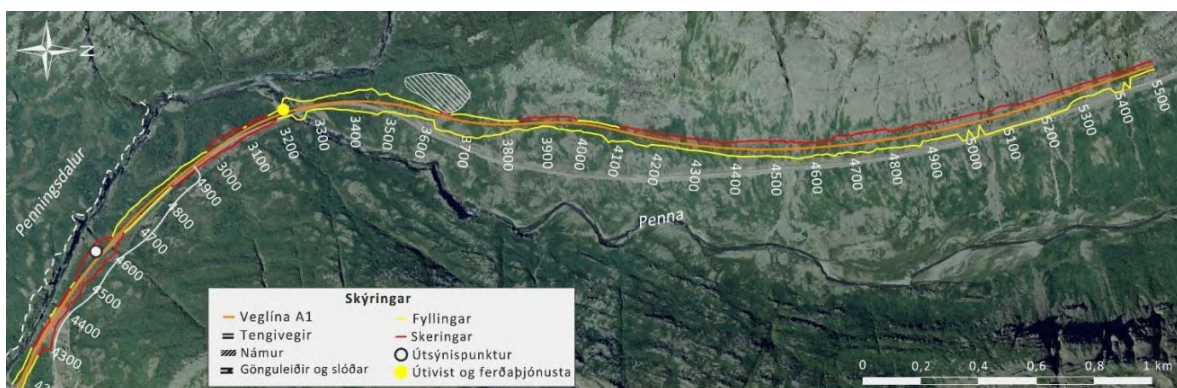 N
Penningsdalur
Penna
3000
3100
3200
3300
3400
3500
3600
3700
3800
3900
4000
4100
4200
4300
4400
4500
4600
4700
4800
4900
5000
5100
5200
5300
5400
5500
4900
4800
4700
4600
4500
4400
4300
Skýringar
Veglína A1
Tengivegir
Námur
Gönguleiðir og slóðar
Fyllingar
Skeringar
Útsýnispunktur
Útivist og ferðaþjónusta
0 0,2 0,4 0,6 0,8 1 km